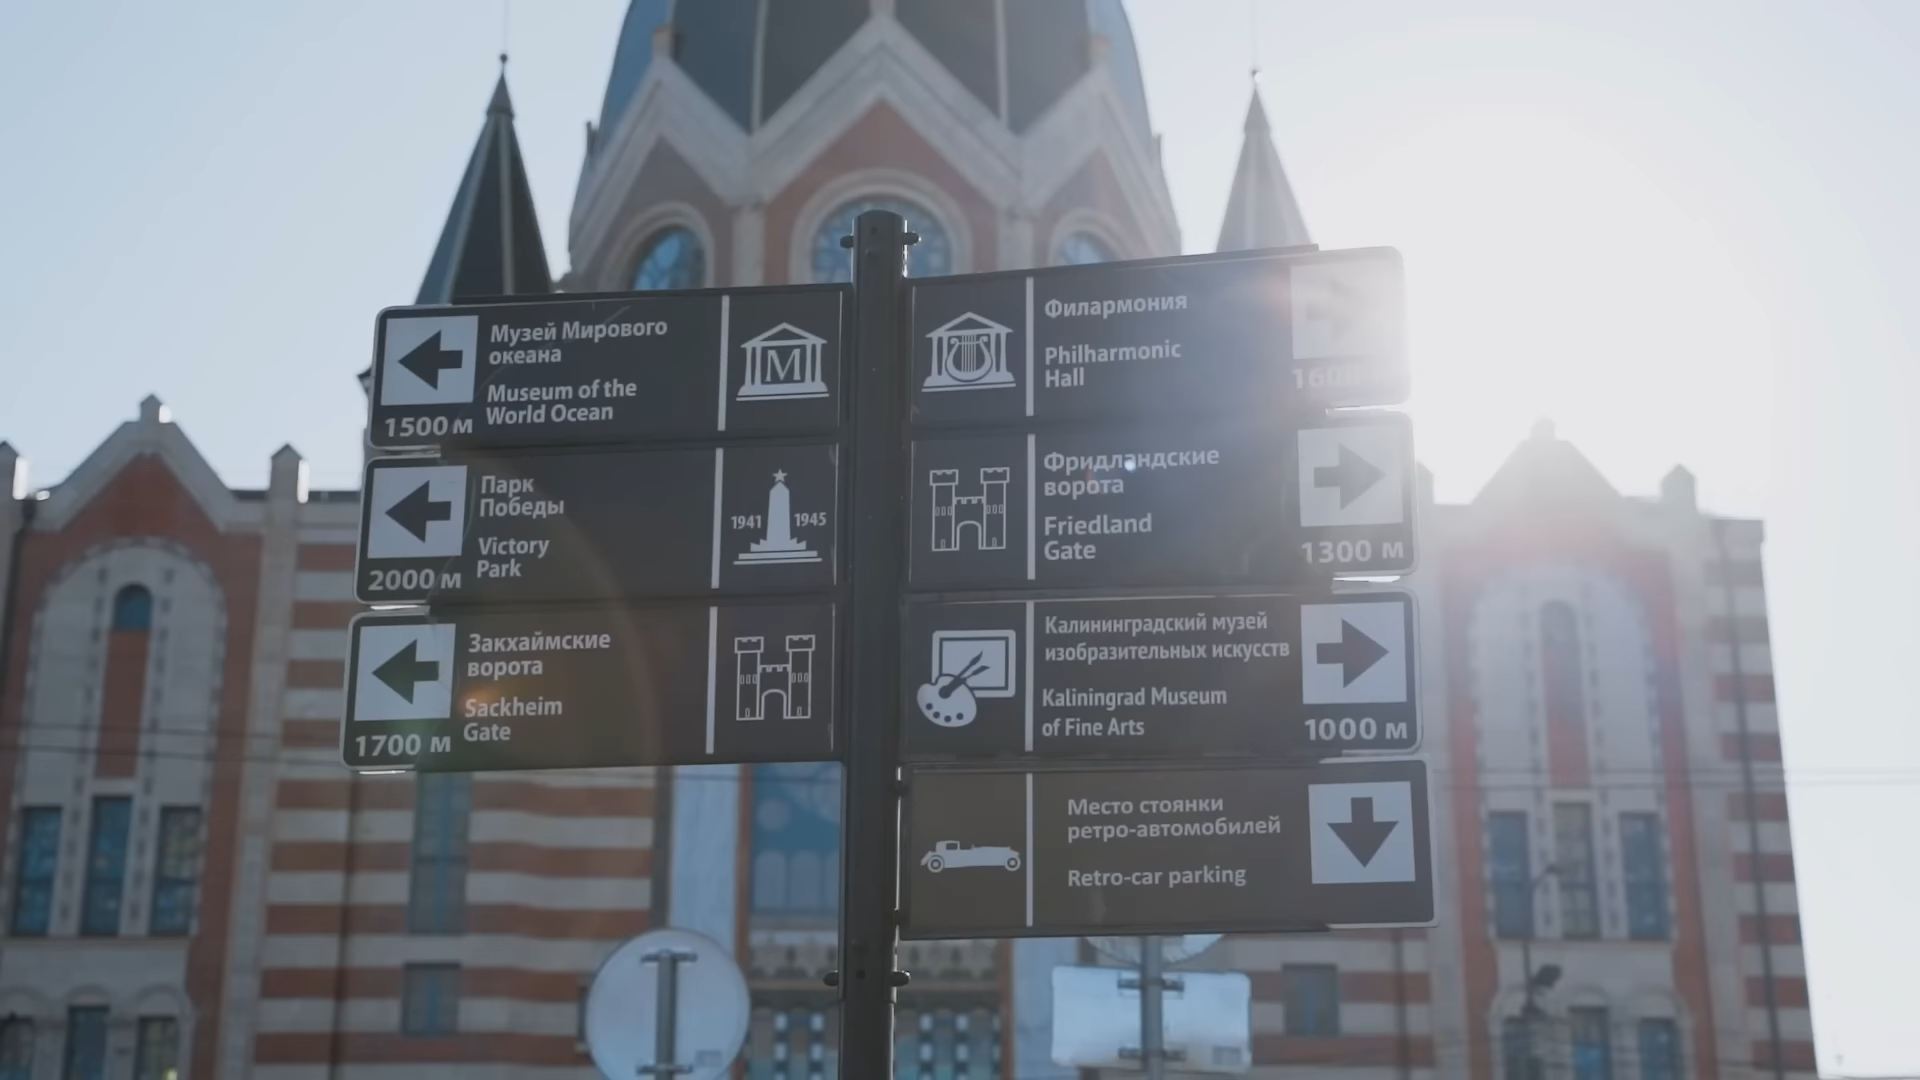 Музей Мирового
океана
Museum of the
World Ocean
1500 м
M
Парк
Победы
Victory
Park
2000 м
1941 1945
Закхаймские
ворота
Sackheim
Gate
1700 м
Филармония
Philharmonic
Hall
Фридландские
ворота
Friedland
Gate
1300 м
Калининградский музей
изобразительных искусств
Kaliningrad Museum
of Fine Arts
1000 м
Место стоянки
ретро-автомобилей
Retro-car parking